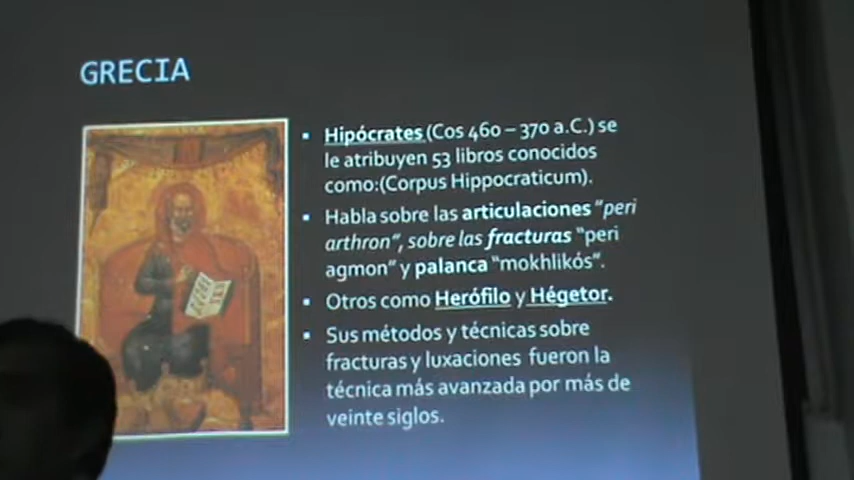 GRECIA
▪ Hipócrates (Cos 460 – 370 a.C.) se
le atribuyen 53 libros conocidos
como:(Corpus Hippocraticum).
▪ Habla sobre las articulaciones "peri
arthron", sobre las fracturas "peri
agmon" y palanca "mokhlikós".
▪ Otros como Herófilo y Hégetor.
▪ Sus métodos y técnicas sobre
fracturas y luxaciones fueron la
técnica más avanzada por más de
veinte siglos.